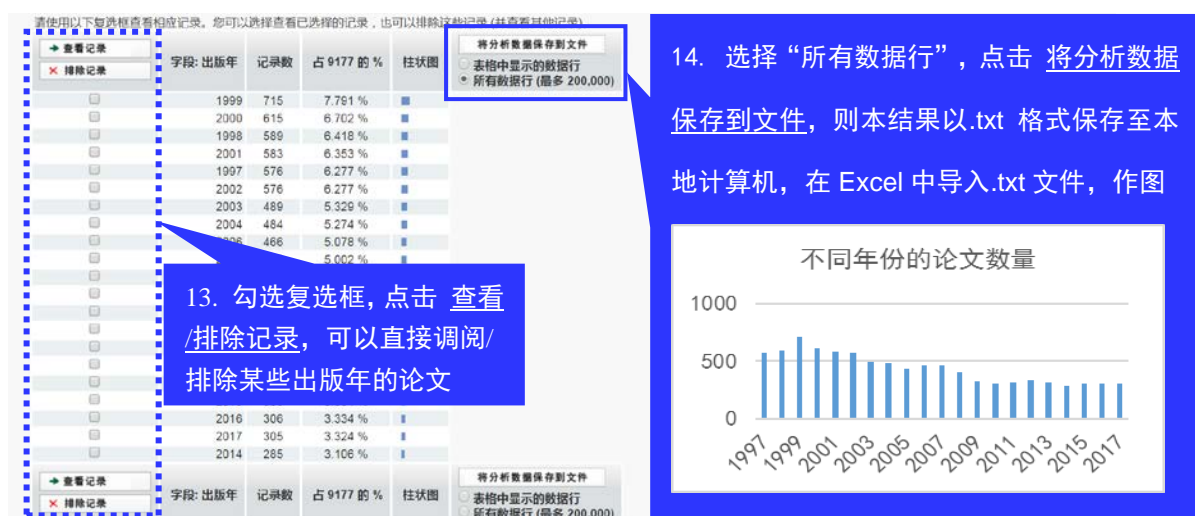 请使用以下复选框查看相应记录。您可以选择查看已选择的记录，也可以排除这些记录 (并查看其他记录)
查看记录
排除记录
字段: 出版年 记录数 占 9177 的 % 柱状图
将分析数据保存到文件
表格中显示的数据行
所有数据行 (最多 200,000)
1999 715 7.791 %
2000 615 6.702 %
1998 589 6.418 %
2001 583 6.353 %
1997 576 6.277 %
2002 576 6.277 %
2003 489 5.329 %
2004 484 5.274 %
466 5.078 %
5.002 %
2016 306 3.334 %
2017 305 3.324 %
2014 285 3.106 %
查看记录
排除记录
字段: 出版年 记录数 占 9177 的 % 柱状图
将分析数据保存到文件
表格中显示的数据行
所有数据行 (最多 200,000)
13. 勾选复选框，点击 查看
/排除记录，可以直接调阅/
排除某些出版年的论文
14. 选择“所有数据行”，点击 将分析数据
保存到文件，则本结果以.txt 格式保存至本
地计算机，在 Excel 中导入.txt 文件，作图
不同年份的论文数量
1000
500
0
1997 1999 2001 2003 2005 2007 2009 2011 2013 2015 2017